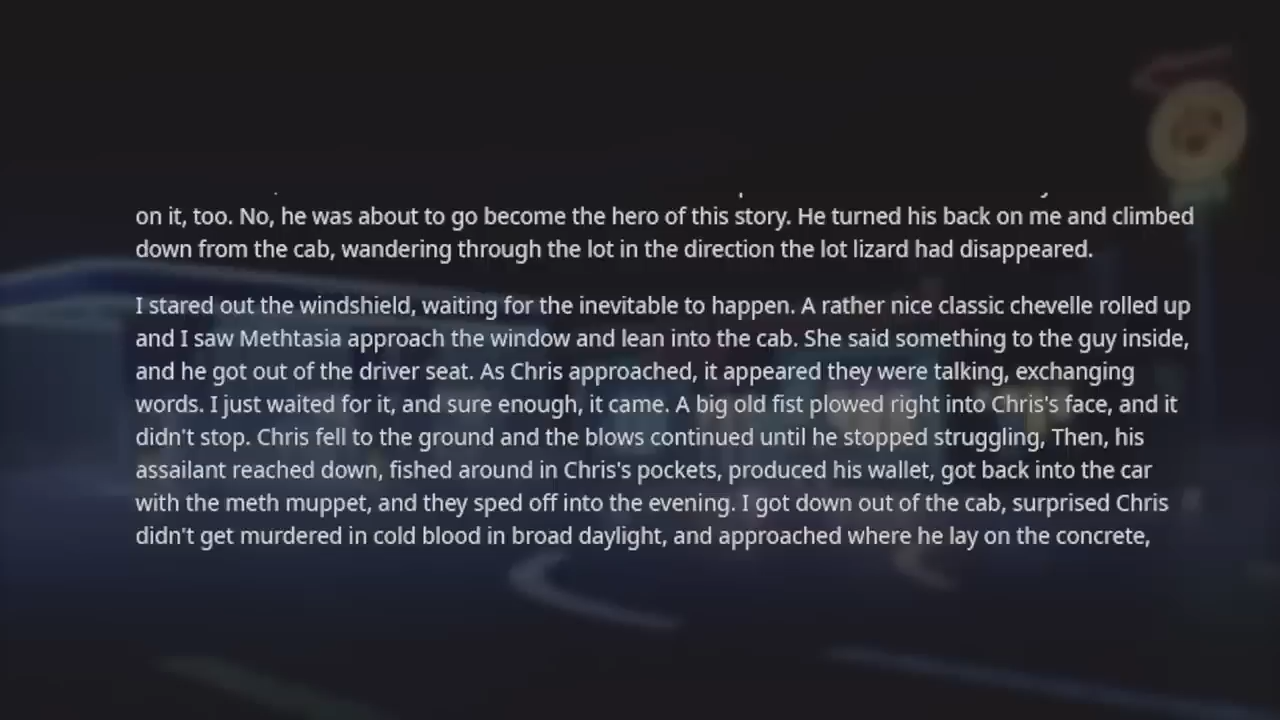 on it, too. No, he was about to go become the hero of this story. He turned his back on me and climbed
down from the cab, wandering through the lot in the direction the lot lizard had disappeared.
I stared out the windshield, waiting for the inevitable to happen. A rather nice classic chevelle rolled up
and I saw Methtasia approach the window and lean into the cab. She said something to the guy inside,
and he got out of the driver seat. As Chris approached, it appeared they were talking, exchanging
words. I just waited for it, and sure enough, it came. A big old fist plowed right into Chris's face, and it
didn't stop. Chris fell to the ground and the blows continued until he stopped struggling, Then, his
assailant reached down, fished around in Chris's pockets, produced his wallet, got back into the car
with the meth muppet, and they sped off into the evening. I got down out of the cab, surprised Chris
didn't get murdered in cold blood in broad daylight, and approached where he lay on the concrete,